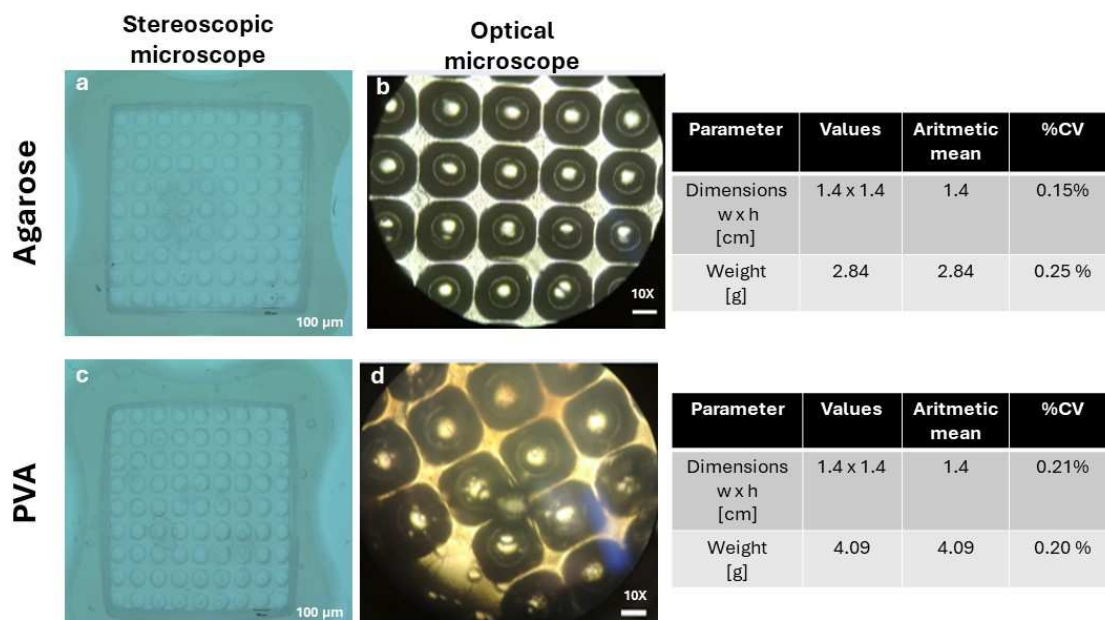 Stereoscopic
microscope
Optical
microscope
Agarose
a
100 µm
b
10X
Parameter Values Aritmetic mean %CV
Dimensions w x h [cm] 1.4 x 1.4 1.4 0.15%
Weight [g] 2.84 2.84 0.25 %
PVA
c
100 µm
d
10X
Parameter Values Aritmetic mean %CV
Dimensions w x h [cm] 1.4 x 1.4 1.4 0.21%
Weight [g] 4.09 4.09 0.20 %